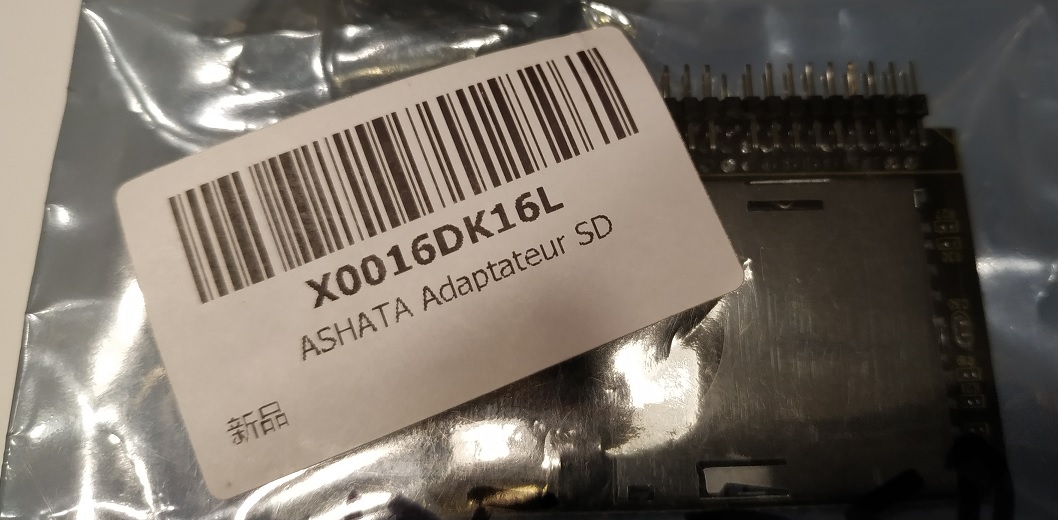 X0016DK16L
ASHATA Adaptateur SD
新品